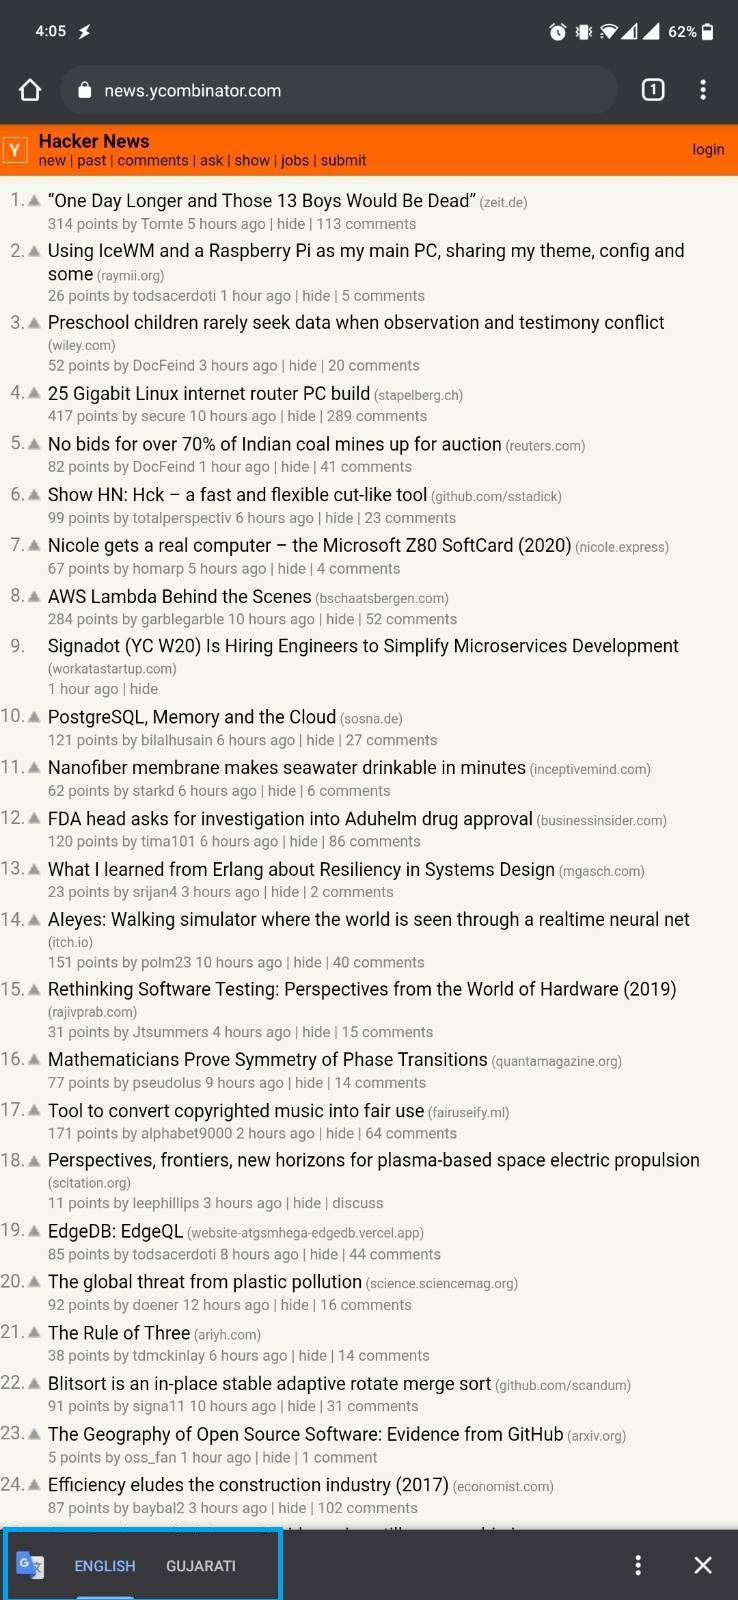 4:05 62%
news.ycombinator.com 1
Y Hacker News
new | past | comments | ask | show | jobs | submit login
1. “One Day Longer and Those 13 Boys Would Be Dead” (zeit.de)
314 points by Tomte 5 hours ago | hide | 113 comments
2. Using IceWM and a Raspberry Pi as my main PC, sharing my theme, config and
some (raymii.org)
26 points by todsacerdoti 1 hour ago | hide | 5 comments
3. Preschool children rarely seek data when observation and testimony conflict
(wiley.com)
52 points by DocFeind 3 hours ago | hide | 20 comments
4. 25 Gigabit Linux internet router PC build (stapelberg.ch)
417 points by secure 10 hours ago | hide | 289 comments
5. No bids for over 70% of Indian coal mines up for auction (reuters.com)
82 points by DocFeind 1 hour ago | hide | 41 comments
6. Show HN: Hck – a fast and flexible cut-like tool (github.com/sstadick)
99 points by totalperspectiv 6 hours ago | hide | 23 comments
7. Nicole gets a real computer – the Microsoft Z80 SoftCard (2020) (nicole.express)
67 points by homarp 5 hours ago | hide | 4 comments
8. AWS Lambda Behind the Scenes (bschaatsbergen.com)
284 points by garblegarble 10 hours ago | hide | 52 comments
9. Signadot (YC W20) Is Hiring Engineers to Simplify Microservices Development
(workatastartup.com)
1 hour ago | hide
10. PostgreSQL, Memory and the Cloud (sosna.de)
121 points by bilalhusain 6 hours ago | hide | 27 comments
11. Nanofiber membrane makes seawater drinkable in minutes (inceptivemind.com)
62 points by starkd 6 hours ago | hide | 6 comments
12. FDA head asks for investigation into Aduhelm drug approval (businessinsider.com)
120 points by tima101 6 hours ago | hide | 86 comments
13. What I learned from Erlang about Resiliency in Systems Design (mgasch.com)
23 points by srijan4 3 hours ago | hide | 2 comments
14. AIeyes: Walking simulator where the world is seen through a realtime neural net
(itch.io)
151 points by polm23 10 hours ago | hide | 40 comments
15. Rethinking Software Testing: Perspectives from the World of Hardware (2019)
(rajivprab.com)
31 points by Jtsummers 4 hours ago | hide | 15 comments
16. Mathematicians Prove Symmetry of Phase Transitions (quantamagazine.org)
77 points by pseudolus 9 hours ago | hide | 14 comments
17. Tool to convert copyrighted music into fair use (fairuseify.ml)
171 points by alphabet9000 2 hours ago | hide | 64 comments
18. Perspectives, frontiers, new horizons for plasma-based space electric propulsion
(scitation.org)
11 points by leephillips 3 hours ago | hide | discuss
19. EdgeDB: EdgeQL (website-atgsmhega-edgedb.vercel.app)
85 points by todsacerdoti 8 hours ago | hide | 44 comments
20. The global threat from plastic pollution (science.sciencemag.org)
92 points by doener 12 hours ago | hide | 16 comments
21. The Rule of Three (ariyh.com)
38 points by tdmckinlay 6 hours ago | hide | 14 comments
22. Blitsort is an in-place stable adaptive rotate merge sort (github.com/scandum)
91 points by signa11 10 hours ago | hide | 31 comments
23. The Geography of Open Source Software: Evidence from GitHub (arxiv.org)
5 points by oss_fan 1 hour ago | hide | 1 comment
24. Efficiency eludes the construction industry (2017) (economist.com)
87 points by baybal2 3 hours ago | hide | 102 comments
G ENGLISH GUJARATI